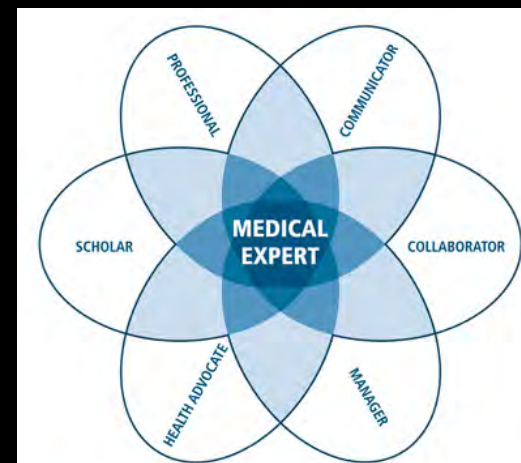 PROFESSIONAL
COMMUNICATOR
SCHOLAR
MEDICAL
EXPERT
COLLABORATOR
HEALTH ADVOCATE
MANAGER